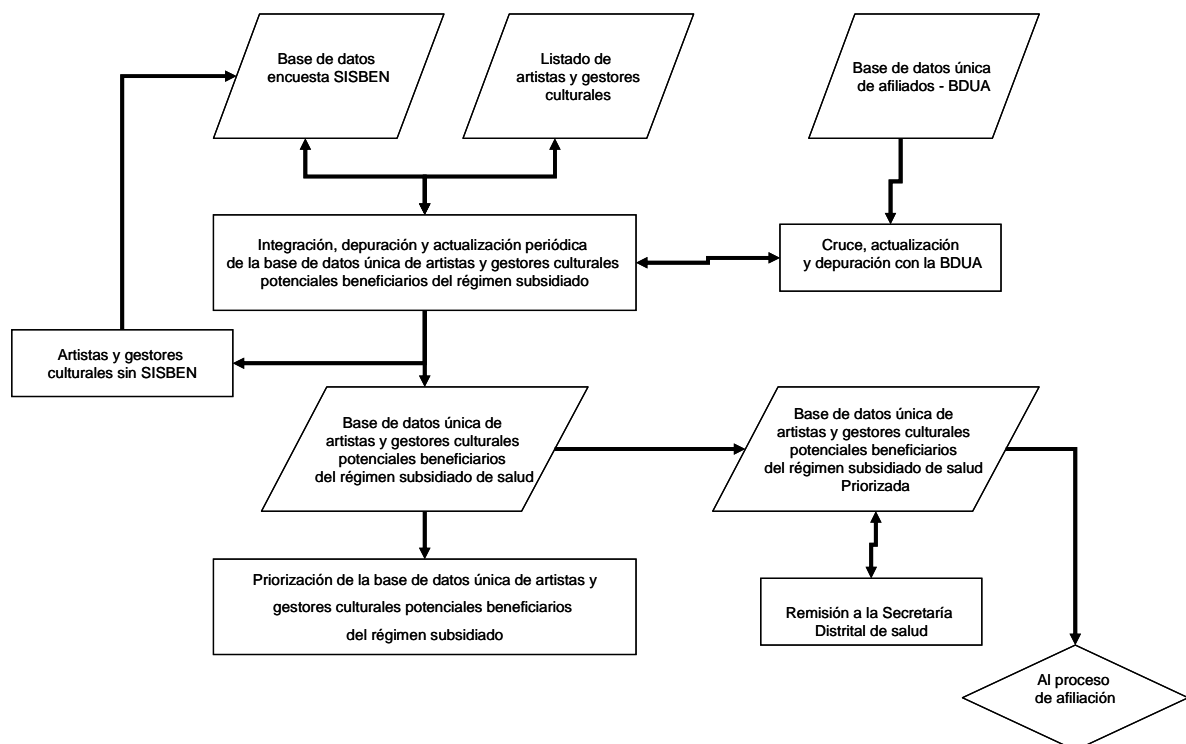 Base de datos
encuesta SISBEN
Listado de
artistas y gestores
culturales
Base de datos única
de afiliados - BDUA
Integración, depuración y actualización periódica
de la base de datos única de artistas y gestores culturales
potenciales beneficiarios del régimen subsidiado
Cruce, actualización
y depuración con la BDUA
Artistas y gestores
culturales sin SISBEN
Base de datos única de
artistas y gestores culturales
potenciales beneficiarios
del régimen subsidiado de salud
Base de datos única de
artistas y gestores culturales
potenciales beneficiarios
del régimen subsidiado de salud
Priorizada
Priorización de la base de datos única de artistas y
gestores culturales potenciales beneficiarios
del régimen subsidiado
Remisión a la Secretaría
Distrital de salud
Al proceso
de afiliación